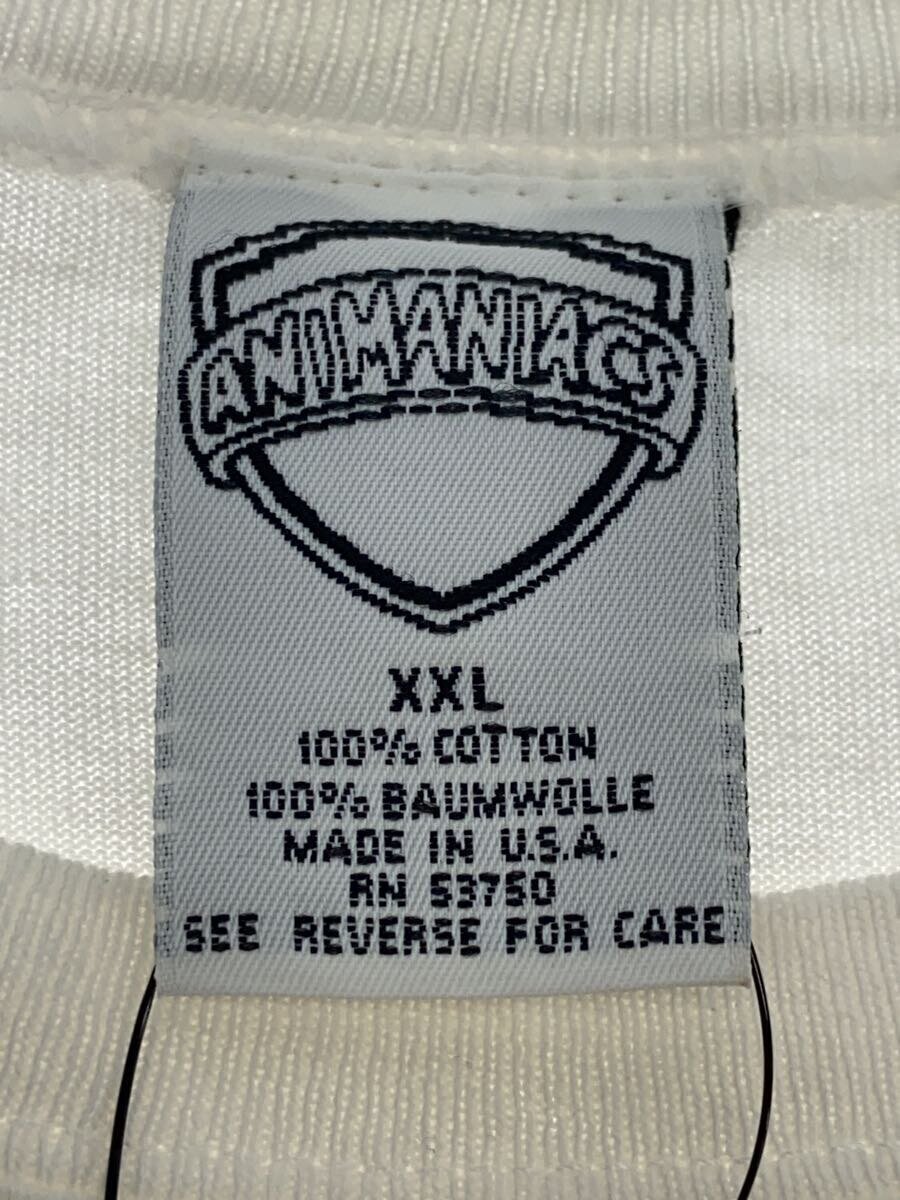 ANIMANIACS
XXL
100% COTTON
100% BAUMWOLLE
MADE IN U.S.A.
RN 53750
SEE REVERSE FOR CARE